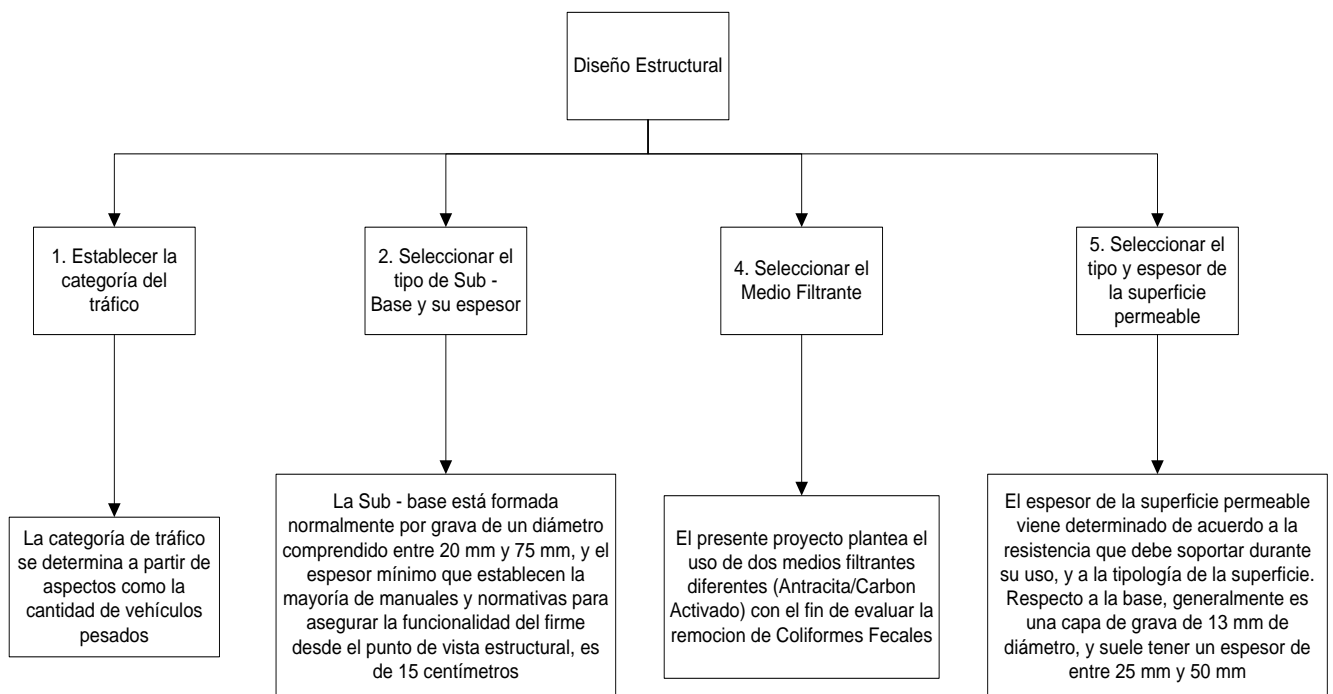 Diseño Estructural
1. Establecer la
categoría del
tráfico
2. Seleccionar el
tipo de Sub -
Base y su espesor
4. Seleccionar el
Medio Filtrante
5. Seleccionar el
tipo y espesor de
la superficie
permeable
La categoría de tráfico
se determina a partir de
aspectos como la
cantidad de vehículos
pesados
La Sub - base está formada
normalmente por grava de un diámetro
comprendido entre 20 mm y 75 mm, y el
espesor mínimo que establecen la
mayoría de manuales y normativas para
asegurar la funcionalidad del firme
desde el punto de vista estructural, es
de 15 centímetros
El presente proyecto plantea el
uso de dos medios filtrantes
diferentes (Antracita/Carbon
Activado) con el fin de evaluar la
remocion de Coliformes Fecales
El espesor de la superficie permeable
viene determinado de acuerdo a la
resistencia que debe soportar durante
su uso, y a la tipología de la superficie.
Respecto a la base, generalmente es
una capa de grava de 13 mm de
diámetro, y suele tener un espesor de
entre 25 mm y 50 mm